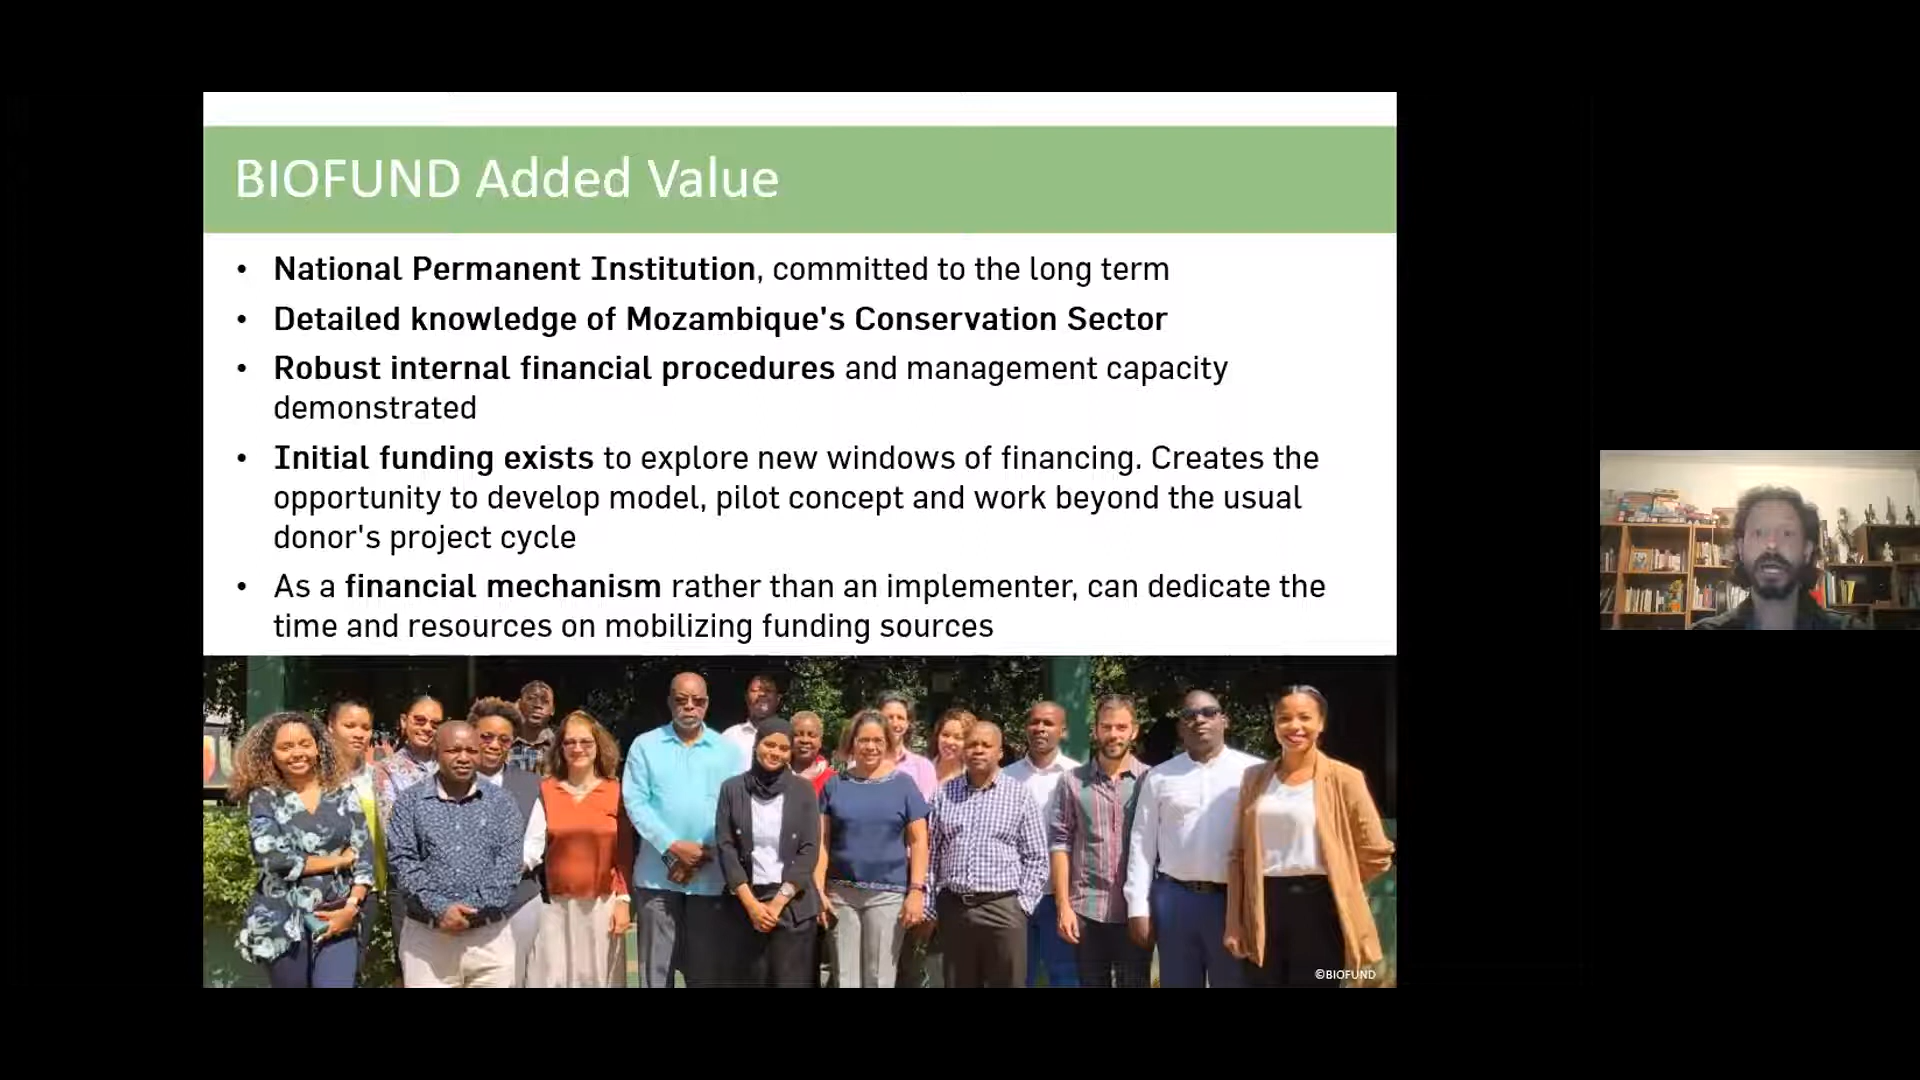 BIOFUND Added Value
• National Permanent Institution, committed to the long term
• Detailed knowledge of Mozambique's Conservation Sector
• Robust internal financial procedures and management capacity
demonstrated
• Initial funding exists to explore new windows of financing. Creates the
opportunity to develop model, pilot concept and work beyond the usual
donor's project cycle
• As a financial mechanism rather than an implementer, can dedicate the
time and resources on mobilizing funding sources
©BIOFUND